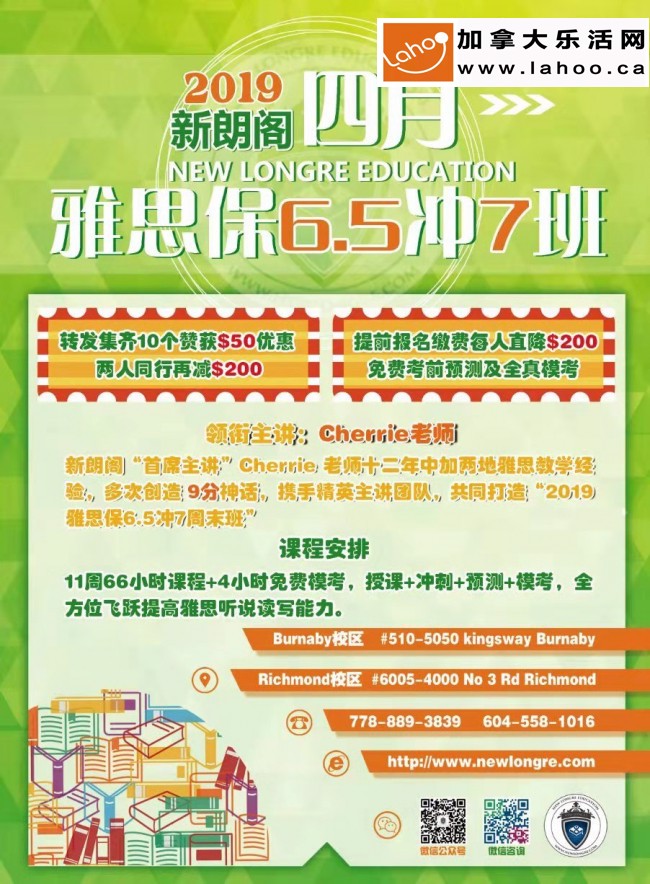 Lahoo
加拿大乐活网
www.lahoo.ca
2019
新朗阁
四月
NEW LONGRE EDUCATION
雅思保6.5冲7班
转发集齐10个赞获$50优惠
两人同行再减$200
提前报名缴费每人直降$200
免费考前预测及全真模考
领衔主讲：Cherrie老师
新朗阁“首席主讲”Cherrie 老师十二年中加两地雅思教学经
验，多次创造 9分神话，携手精英主讲团队，共同打造“2019
雅思保6.5冲7周末班”
课程安排
11周66小时课程+4小时免费模考，授课+冲刺+预测+模考，全
方位飞跃提高雅思听说读写能力。
Burnaby校区 #510-5050 kingsway Burnaby
Richmond校区 #6005-4000 No 3 Rd Richmond
778-889-3839 604-558-1016
http://www.newlongre.com
微信公众号
微信咨询
NEW LONGRE EDUCATION